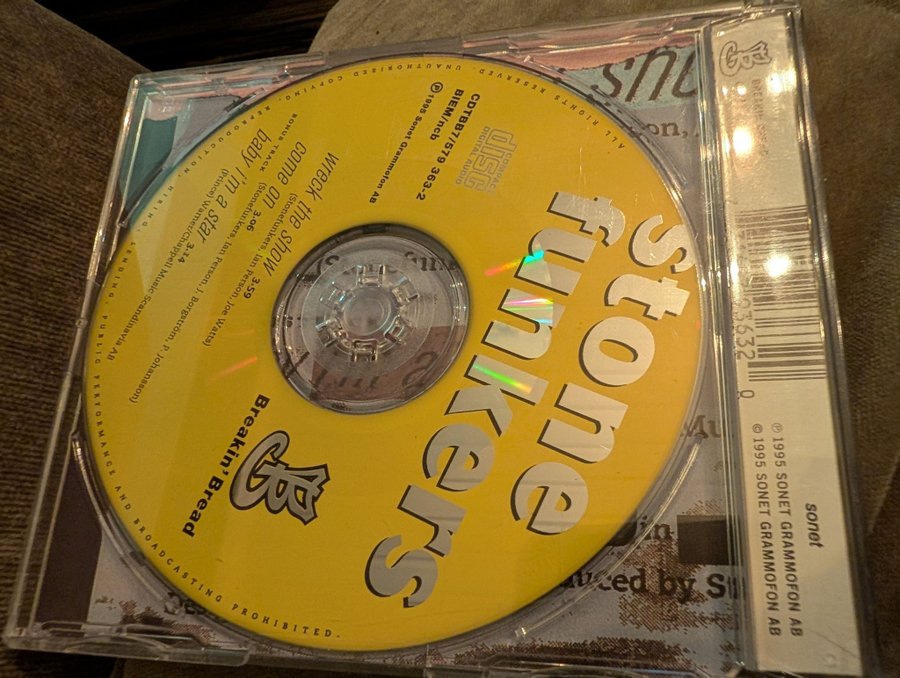 stone
funkers
COMPACT
disc
DIGITAL AUDIO
CDTBB7/579 363-2
BIEM/ncb
℗ 1995 Sonet Grammofon AB
wreck the show 3:59
(Stonefunkers, Ian Person, Joe Watts)
come on 3:06
(Stonefunkers, Ian Person, J. Borgström, P. Johansson)
BONUS TRACK
baby i'm a star 3:14
(Prince) Warner/Chappell Music Scandinavia AB
Breakin' Bread
ALL RIGHTS RESERVED. UNAUTHORISED COPYING, REPRODUCTION, HIRING, LENDING, PUBLIC PERFORMANCE AND BROADCASTING PROHIBITED.
duced by
sonet
℗ 1995 SONET GRAMMOFON AB
© 1995 SONET GRAMMOFON AB